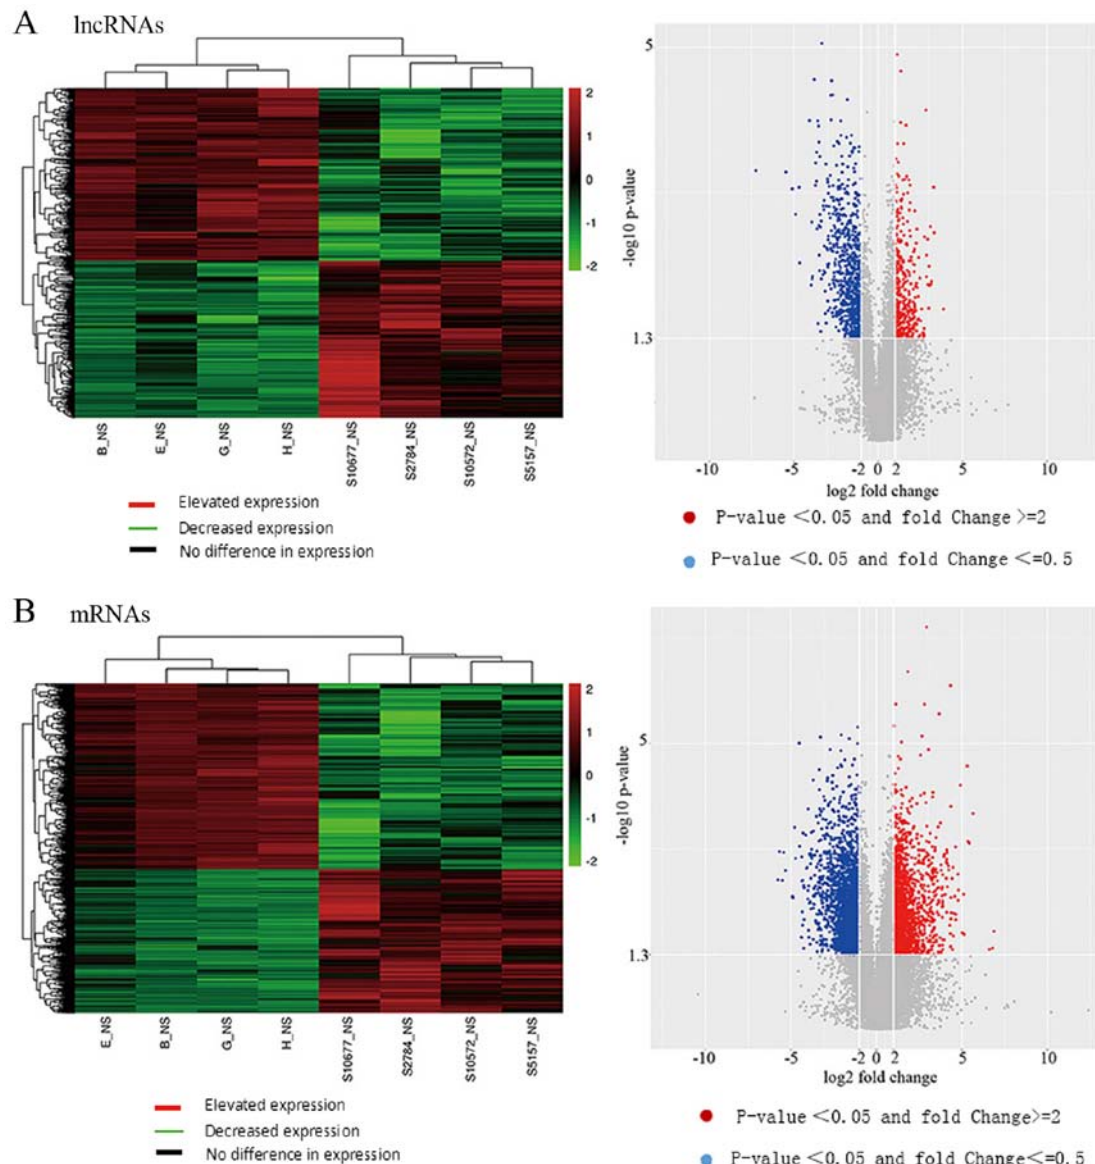 A lncRNAs
2
1
0
-1
-2
B_NS
E_NS
G_NS
H_NS
S10677_NS
S2784_NS
S10572_NS
S5157_NS
Elevated expression
Decreased expression
No difference in expression
5
-log10 p-value
1.3
-10 -5 -2 0 2 5 10
log2 fold change
P-value <0.05 and fold Change >=2
P-value <0.05 and fold Change <=0.5
B mRNAs
2
1
0
-1
-2
E_NS
B_NS
G_NS
H_NS
S10677_NS
S2784_NS
S10572_NS
S5157_NS
Elevated expression
Decreased expression
No difference in expression
5
-log10 p-value
1.3
-10 -5 -2 0 2 5 10
log2 fold change
P-value <0.05 and fold Change>=2
P-value <0.05 and fold Change<=0.5